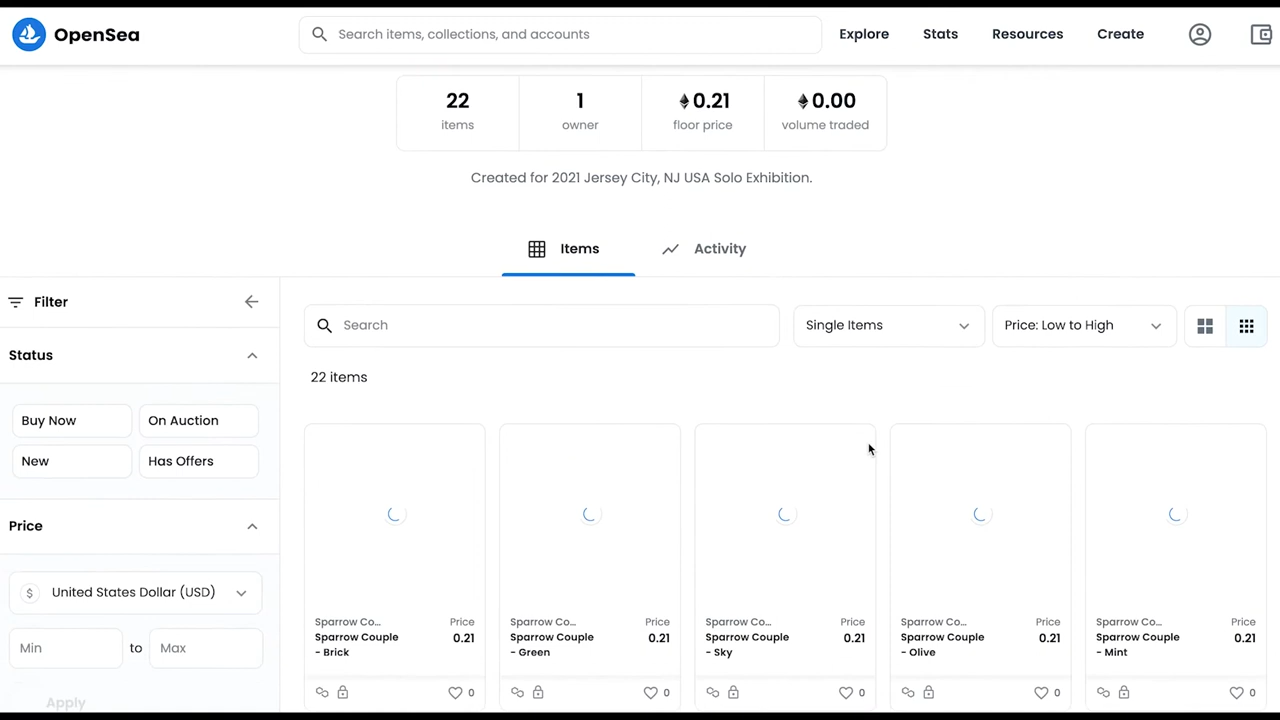 OpenSea
Search items, collections, and accounts
Explore
Stats
Resources
Create
22
items
1
owner
0.21
floor price
0.00
volume traded
Created for 2021 Jersey City, NJ USA Solo Exhibition.
Items
Activity
Filter
Status
Buy Now
On Auction
New
Has Offers
Price
$ United States Dollar (USD)
Min
to
Max
Apply
Search
Single Items
Price: Low to High
22 items
Sparrow Co...
Price
Sparrow Couple
0.21
- Brick
0
Sparrow Co...
Price
Sparrow Couple
0.21
- Green
0
Sparrow Co...
Price
Sparrow Couple
0.21
- Sky
0
Sparrow Co...
Price
Sparrow Couple
0.21
- Olive
0
Sparrow Co...
Price
Sparrow Couple
0.21
- Mint
0